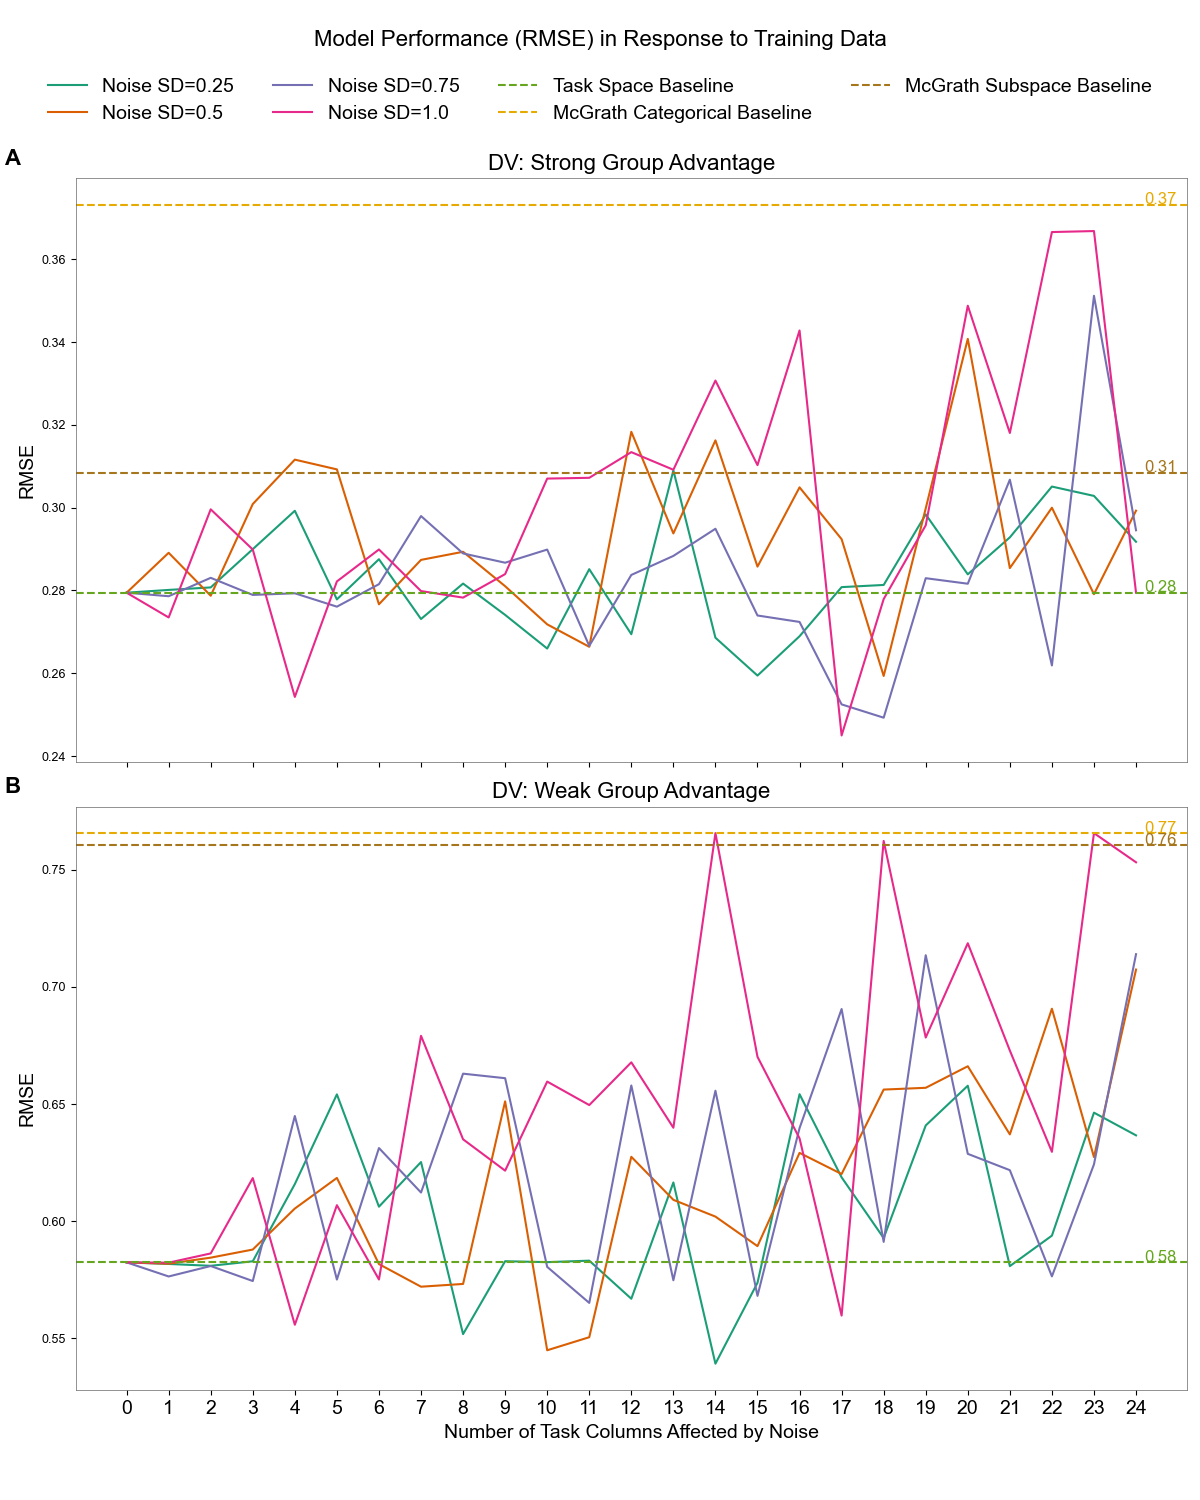 Model Performance (RMSE) in Response to Training Data
Noise SD=0.25 Noise SD=0.75 Task Space Baseline McGrath Subspace Baseline
Noise SD=0.5 Noise SD=1.0 McGrath Categorical Baseline
A
DV: Strong Group Advantage
0.37
0.36
0.34
0.32
0.31
0.30
0.28
0.28
0.26
0.24
RMSE
B
DV: Weak Group Advantage
0.77
0.76
0.75
0.70
0.65
0.60
0.58
0.55
RMSE
0 1 2 3 4 5 6 7 8 9 10 11 12 13 14 15 16 17 18 19 20 21 22 23 24
Number of Task Columns Affected by Noise